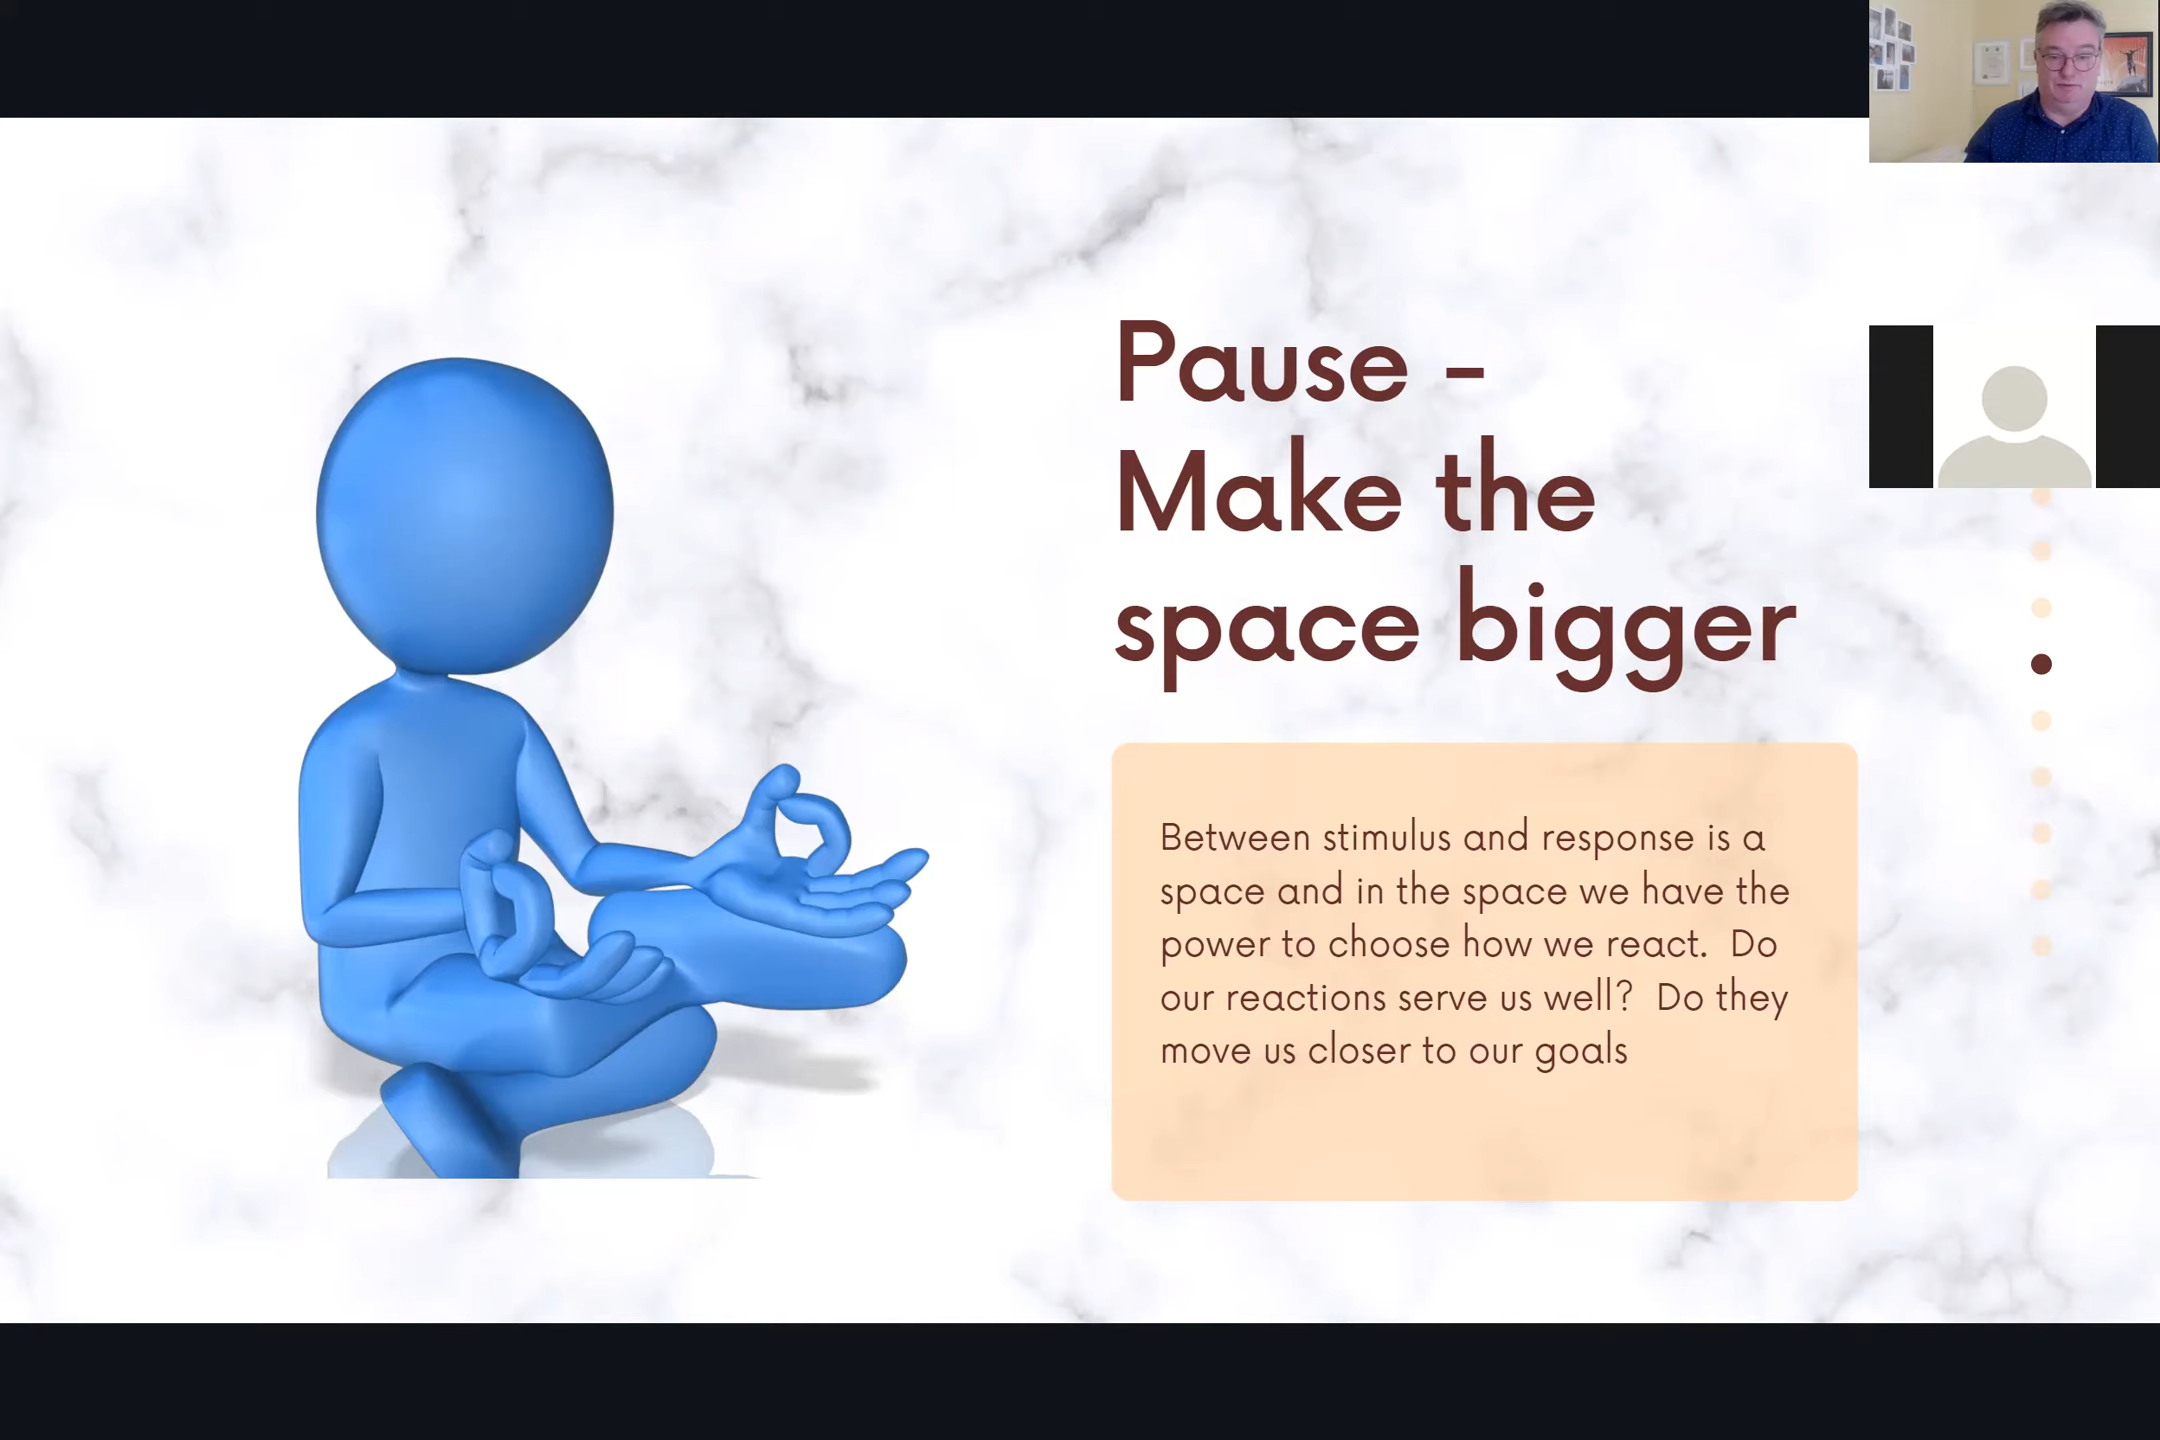 Pause -
Make the
space bigger
Between stimulus and response is a
space and in the space we have the
power to choose how we react.  Do
our reactions serve us well?  Do they
move us closer to our goals